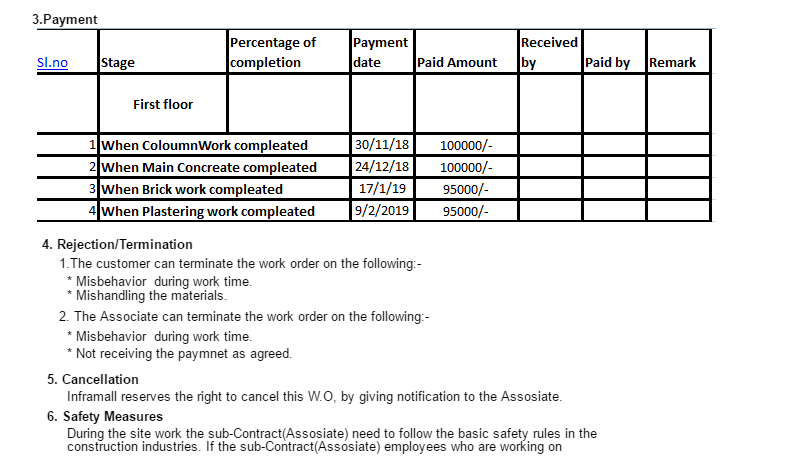 3.Payment
Sl.no Stage Percentage of completion Payment date Paid Amount Received by Paid by Remark
First floor
1 When ColoumnWork compleated 30/11/18 100000/-
2 When Main Concreate compleated 24/12/18 100000/-
3 When Brick work compleated 17/1/19 95000/-
4 When Plastering work compleated 9/2/2019 95000/-
4. Rejection/Termination
1.The customer can terminate the work order on the following:-
* Misbehavior during work time.
* Mishandling the materials.
2. The Associate can terminate the work order on the following:-
* Misbehavior during work time.
* Not receiving the paymnet as agreed.
5. Cancellation
Inframall reserves the right to cancel this W.O, by giving notification to the Assosiate.
6. Safety Measures
During the site work the sub-Contract(Assosiate) need to follow the basic safety rules in the
construction industries. If the sub-Contract(Assosiate) employees who are working on